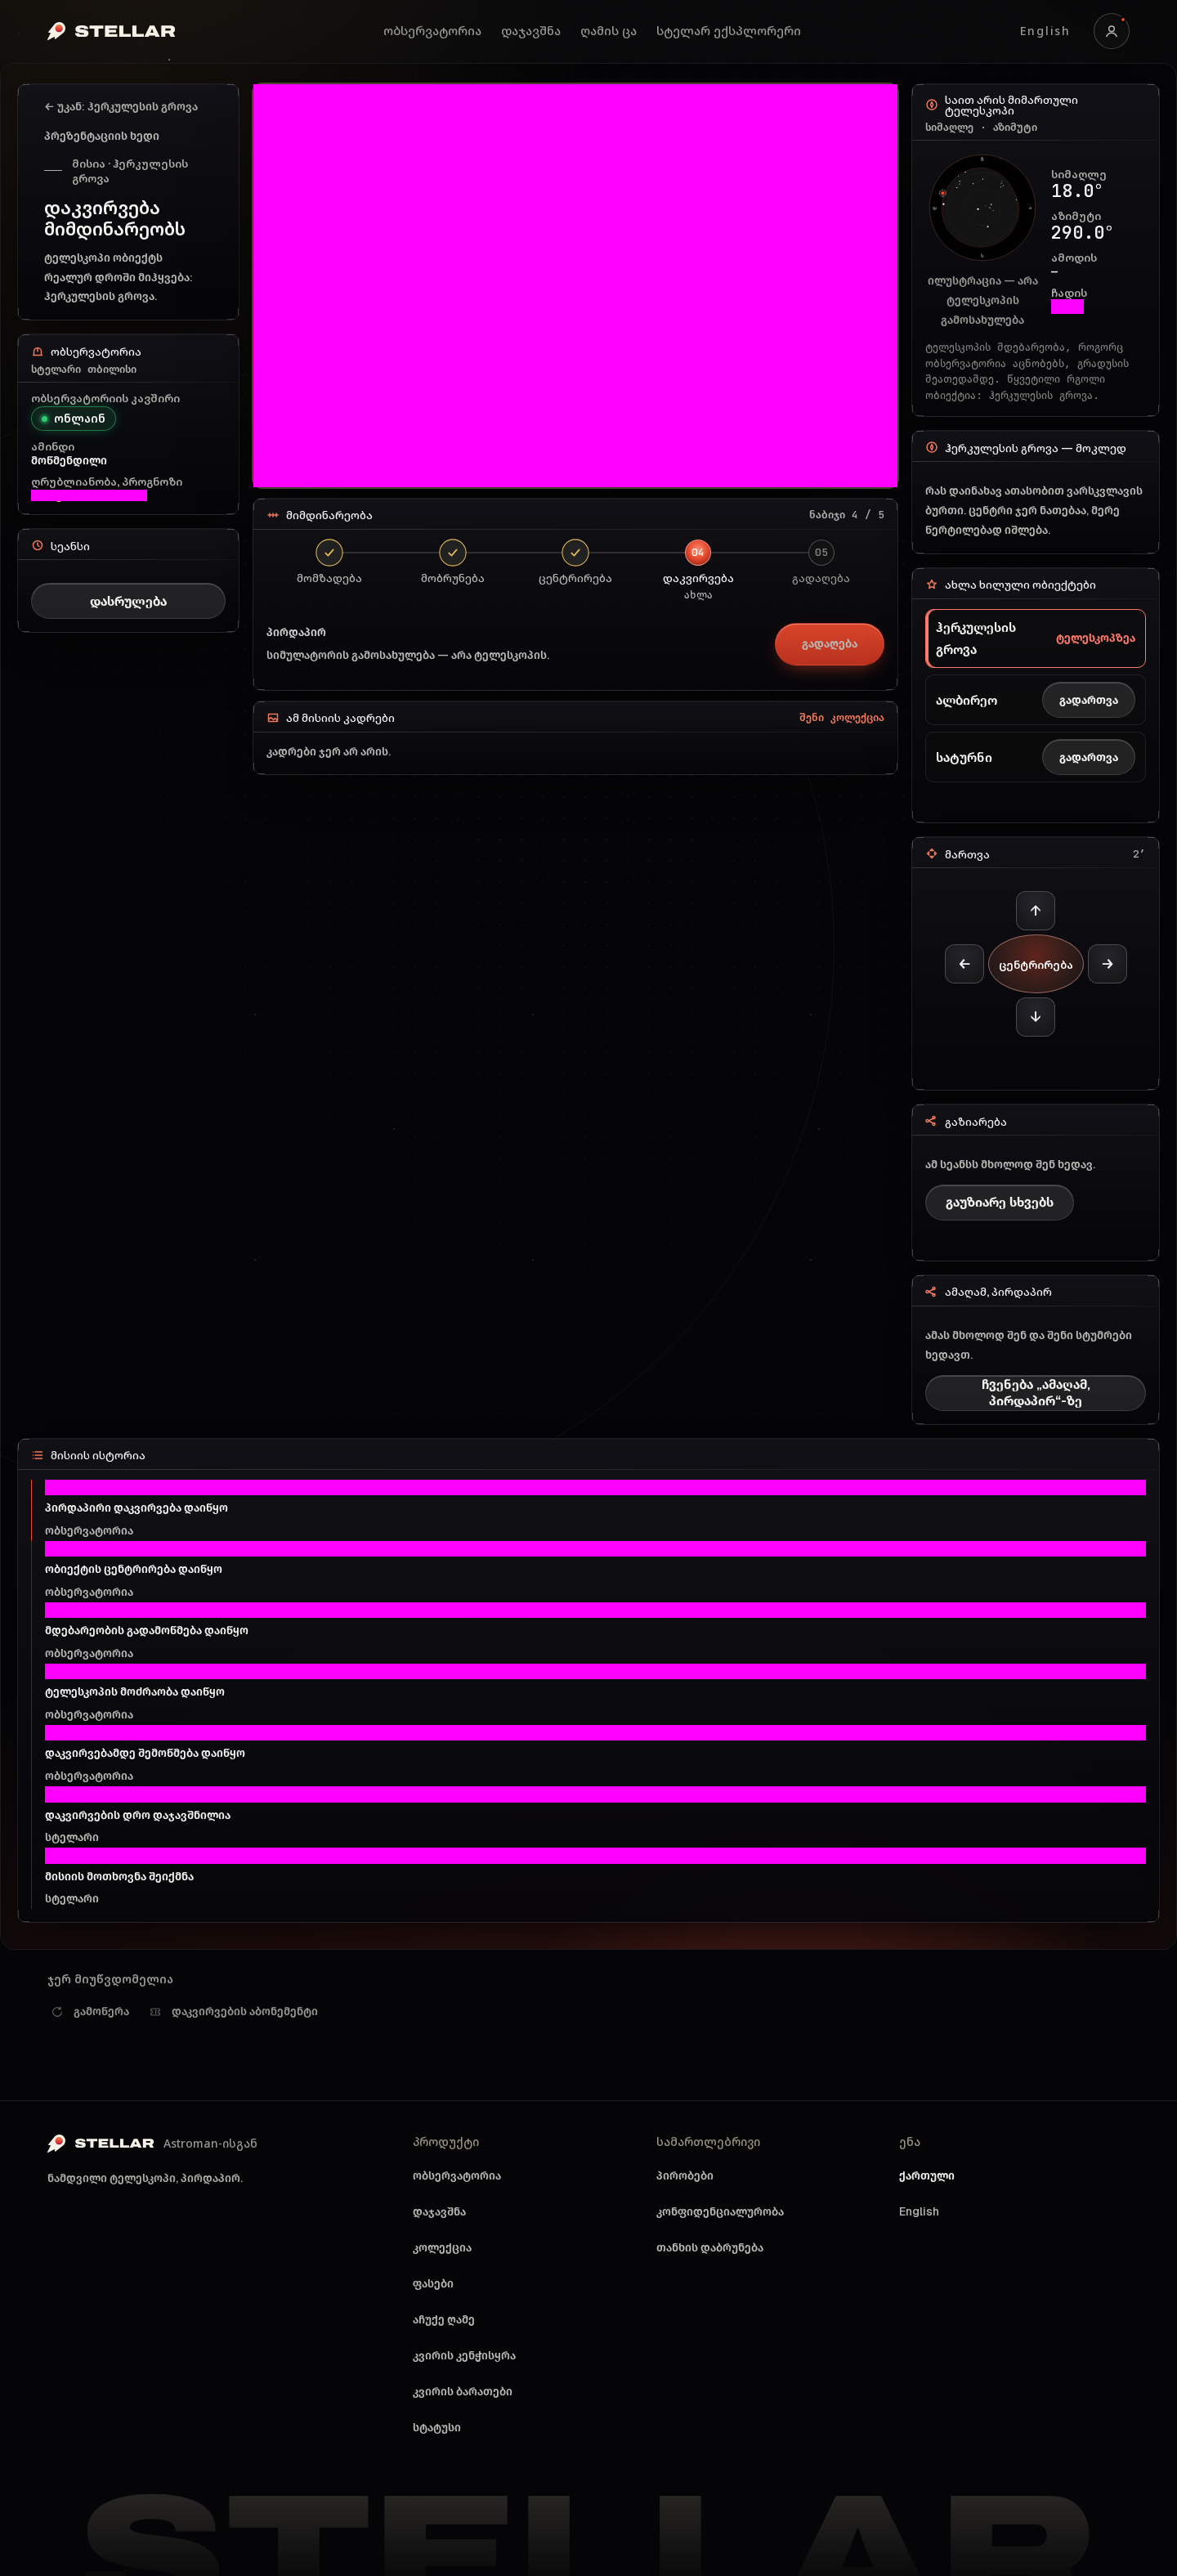 STELLAR
ობსერვატორია
დაჯავშნა
ღამის ცა
სტელარ ექსპლორერი
English
← უკან: ჰერკულესის გროვა
პრეზენტაციის ხედი
მისია · ჰერკულესის
გროვა
დაკვირვება
მიმდინარეობს
ტელესკოპი ობიექტს
რეალურ დროში მიჰყვება:
ჰერკულესის გროვა.
ობსერვატორია
სტელარი თბილისი
ობსერვატორიის კავშირი
ონლაინ
ამინდი
მოწმენდილი
ღრუბლიანობა, პროგნოზი
სეანსი
დასრულება
მიმდინარეობა
ნაბიჯი 4 / 5
04
05
მომზადება
მობრუნება
ცენტრირება
დაკვირვება
გადაღება
ახლა
პირდაპირ
სიმულატორის გამოსახულება — არა ტელესკოპის.
გადაღება
ამ მისიის კადრები
შენი კოლექცია
კადრები ჯერ არ არის.
საით არის მიმართული
ტელესკოპი
სიმაღლე · აზიმუტი
სიმაღლე
18.0°
აზიმუტი
290.0°
ამოდის
—
ჩადის
ილუსტრაცია — არა
ტელესკოპის
გამოსახულება
ტელესკოპის მდებარეობა, როგორც
ობსერვატორია აცნობებს, გრადუსის
მეათედამდე. წყვეტილი რგოლი
ობიექტია: ჰერკულესის გროვა.
ჰერკულესის გროვა — მოკლედ
რას დაინახავ ათასობით ვარსკვლავის
ბურთი. ცენტრი ჯერ ნათებაა, მერე
წერტილებად იშლება.
ახლა ხილული ობიექტები
ჰერკულესის
გროვა
ტელესკოპზეა
ალბირეო
გადართვა
სატურნი
გადართვა
მართვა
2′
↑
←
ცენტრირება
→
↓
გაზიარება
ამ სეანსს მხოლოდ შენ ხედავ.
გაუზიარე სხვებს
ამაღამ, პირდაპირ
ამას მხოლოდ შენ და შენი სტუმრები
ხედავთ.
ჩვენება „ამაღამ,
პირდაპირ“-ზე
მისიის ისტორია
პირდაპირი დაკვირვება დაიწყო
ობსერვატორია
ობიექტის ცენტრირება დაიწყო
ობსერვატორია
მდებარეობის გადამოწმება დაიწყო
ობსერვატორია
ტელესკოპის მოძრაობა დაიწყო
ობსერვატორია
დაკვირვებამდე შემოწმება დაიწყო
ობსერვატორია
დაკვირვების დრო დაჯავშნილია
სტელარი
მისიის მოთხოვნა შეიქმნა
სტელარი
ჯერ მიუწვდომელია
გამოწერა
დაკვირვების აბონემენტი
STELLAR Astroman-ისგან
ნამდვილი ტელესკოპი, პირდაპირ.
პროდუქტი
ობსერვატორია
დაჯავშნა
კოლექცია
ფასები
აჩუქე ღამე
კვირის კენჭისყრა
კვირის ბარათები
სტატუსი
სამართლებრივი
პირობები
კონფიდენციალურობა
თანხის დაბრუნება
ენა
ქართული
English
STELLAR